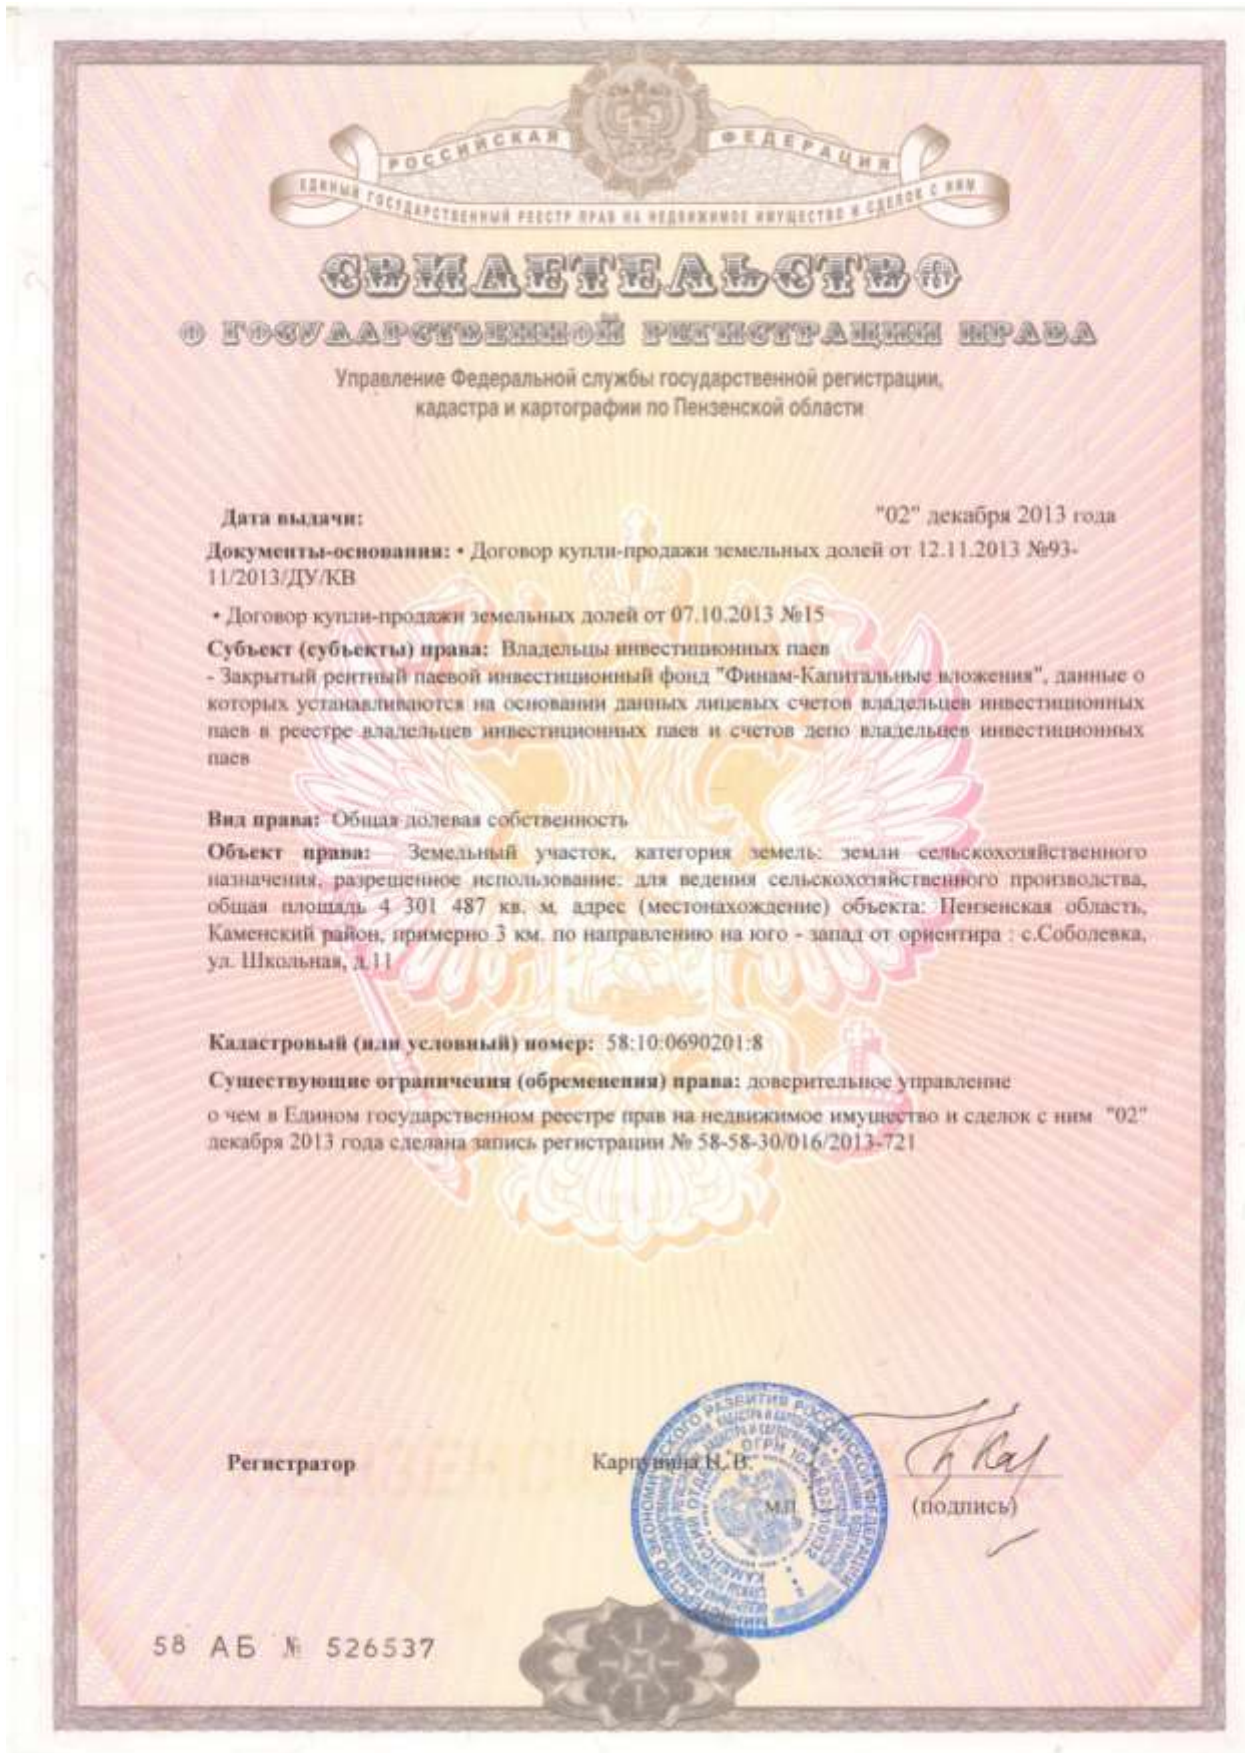 РОССИЙСКАЯ ФЕДЕРАЦИЯ
ЕДИНЫЙ ГОСУДАРСТВЕННЫЙ РЕЕСТР ПРАВ НА НЕДВИЖИМОЕ ИМУЩЕСТВО И СДЕЛОК С НИМ
СВИДЕТЕЛЬСТВО
О ГОСУДАРСТВЕННОЙ РЕГИСТРАЦИИ ПРАВА
Управление Федеральной службы государственной регистрации,
кадастра и картографии по Пензенской области
Дата выдачи: "02" декабря 2013 года
Документы-основания: • Договор купли-продажи земельных долей от 12.11.2013 №93-
11/2013/ДУ/КВ
• Договор купли-продажи земельных долей от 07.10.2013 №15
Субъект (субъекты) права: Владельцы инвестиционных паев
- Закрытый рентный паевой инвестиционный фонд "Финам-Капитальные вложения", данные о
которых устанавливаются на основании данных лицевых счетов владельцев инвестиционных
паев в реестре владельцев инвестиционных паев и счетов депо владельцев инвестиционных
паев
Вид права: Общая долевая собственность
Объект права: Земельный участок, категория земель: земли сельскохозяйственного
назначения, разрешенное использование: для ведения сельскохозяйственного производства,
общая площадь 4 301 487 кв. м, адрес (местонахождение) объекта: Пензенская область,
Каменский район, примерно 3 км. по направлению на юго - запад от ориентира : с.Соболевка,
ул. Школьная, д.11
Кадастровый (или условный) номер: 58:10:0690201:8
Существующие ограничения (обременения) права: доверительное управление
о чем в Едином государственном реестре прав на недвижимое имущество и сделок с ним "02"
декабря 2013 года сделана запись регистрации № 58-58-30/016/2013-721
Регистратор Карпунина Н. В.
М.П.
(подпись)
МИНИСТЕРСТВО ЭКОНОМИЧЕСКОГО РАЗВИТИЯ РОССИЙСКОЙ ФЕДЕРАЦИИ
КАМЕНСКИЙ ОТДЕЛ
58 АБ № 526537